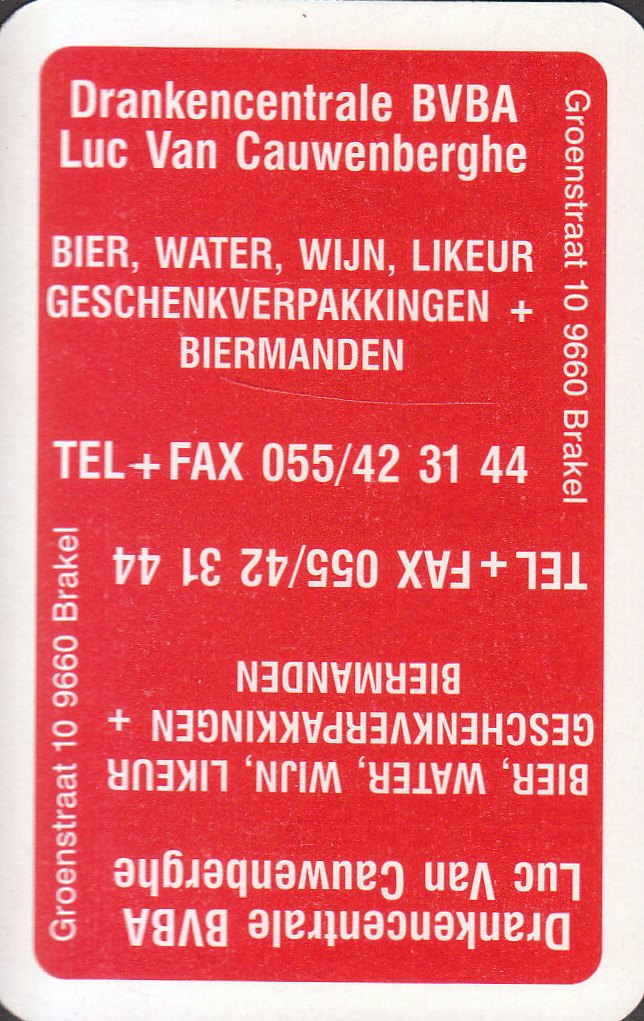 Drankencentrale BVBA
Luc Van Cauwenberghe
BIER, WATER, WIJN, LIKEUR
GESCHENKVERPAKKINGEN +
BIERMANDEN
TEL+FAX 055/42 31 44
Groenstraat 10 9660 Brakel
Drankencentrale BVBA
Luc Van Cauwenberghe
BIER, WATER, WIJN, LIKEUR
GESCHENKVERPAKKINGEN +
BIERMANDEN
TEL+FAX 055/42 31 44
Groenstraat 10 9660 Brakel